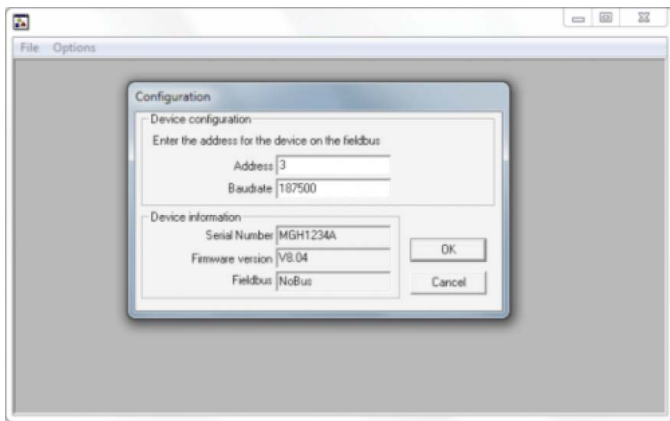 File Options
Configuration
Device configuration
Enter the address for the device on the fieldbus
Address 3
Baudrate 187500
Device information
Serial Number MGH1234A
Firmware version V8.04
Fieldbus NoBus
OK
Cancel